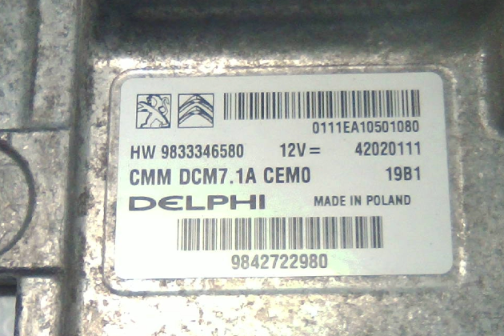 0111EA10501080
HW 9833346580 12V= 42020111
CMM DCM7.1A CEM0 19B1
DELPHI MADE IN POLAND
9842722980